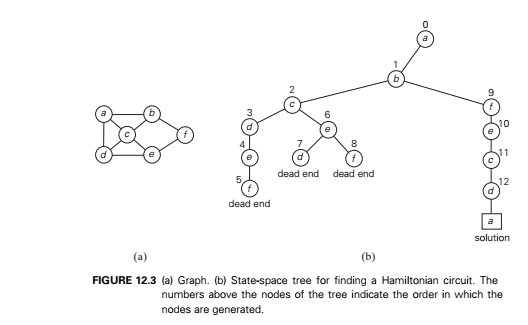 0
a
1
b
2
c
9
f
3
d
6
e
10
e
4
e
7
d
8
f
11
c
5
f
dead end
dead end
dead end
12
d
a
solution
a
b
c
f
d
e
(a)
(b)
FIGURE 12.3 (a) Graph. (b) State-space tree for finding a Hamiltonian circuit. The
numbers above the nodes of the tree indicate the order in which the
nodes are generated.